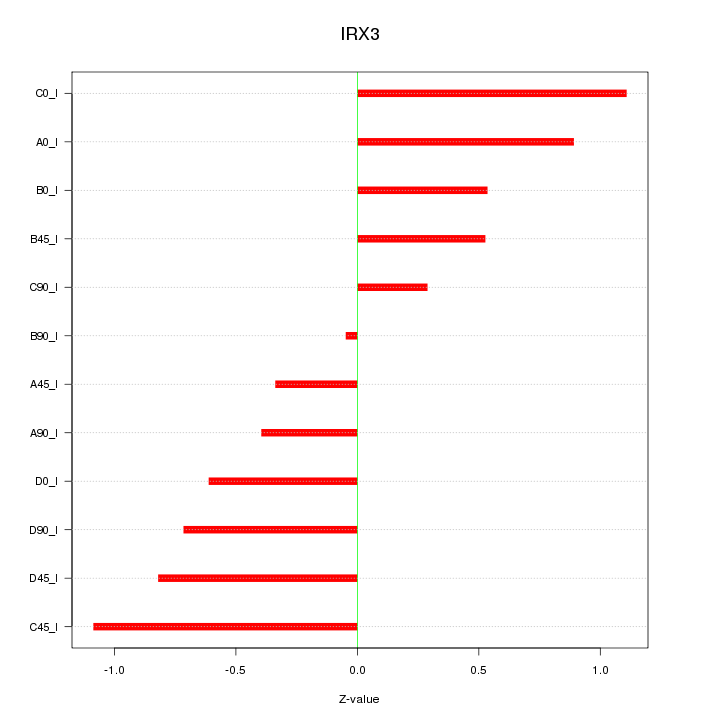 IRX3
C0_I
A0_I
B0_I
B45_I
C90_I
B90_I
A45_I
A90_I
D0_I
D90_I
D45_I
C45_I
-1.0 -0.5 0.0 0.5 1.0
Z-value